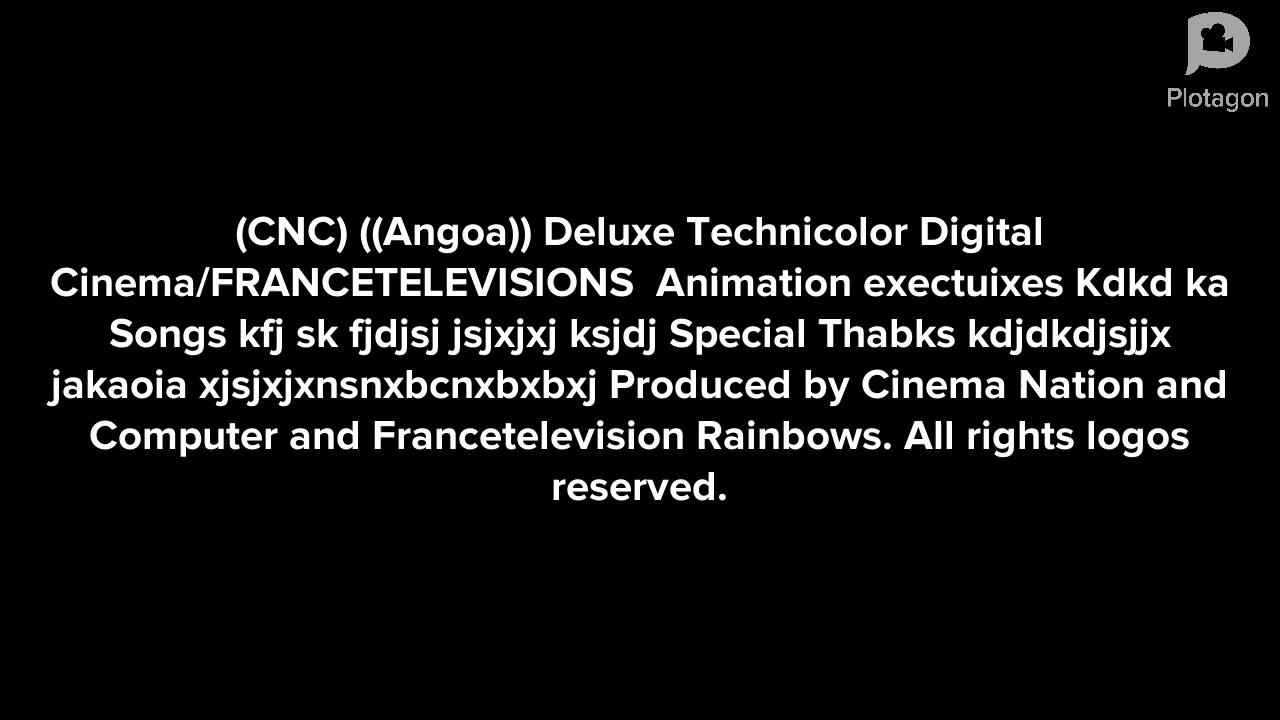 Plotagon
(CNC) ((Angoa)) Deluxe Technicolor Digital
Cinema/FRANCETELEVISIONS  Animation exectuixes Kdkd ka
Songs kfj sk fjdjsj jsjxjxj ksjdj Special Thabks kdjdkdjsjjx
jakaoia xjsjxjxnsnxbcnxbxbxj Produced by Cinema Nation and
Computer and Francetelevision Rainbows. All rights logos
reserved.